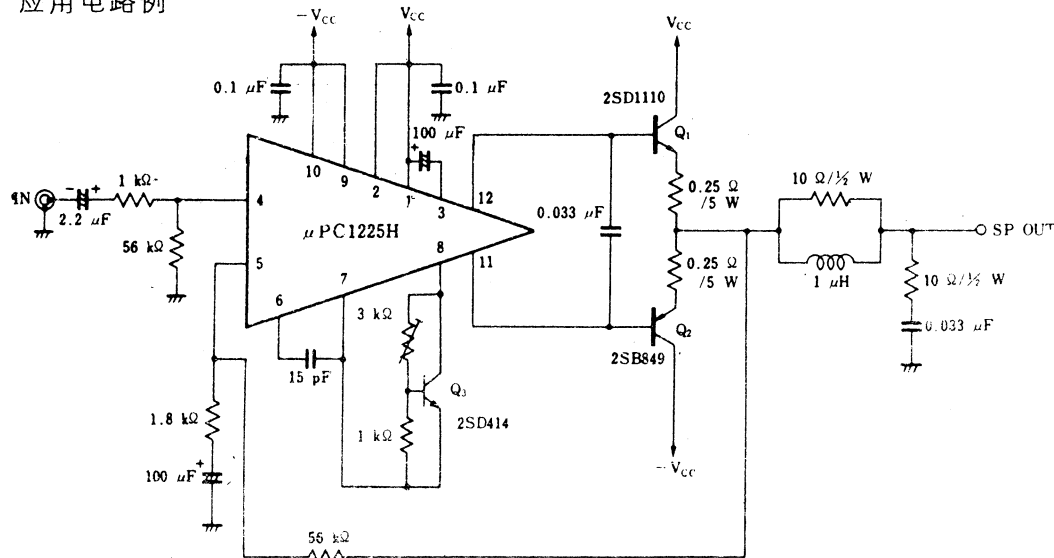 应用电路例
－VCC
VCC
VCC
0.1 μF
0.1 μF
2SD1110
100 μF
+
Q1
10
9
2
1
3
12
IN
− +
1 kΩ
2.2 μF
4
μPC1225H
0.033 μF
0.25 Ω
/5 W
10 Ω/½ W
SP OUT
56 kΩ
5
8
11
0.25 Ω
/5 W
1 μH
10 Ω/½ W
6
7
3 kΩ
Q2
0.033 μF
15 pF
2SB849
Q3
2SD414
1.8 kΩ
1 kΩ
100 μF
+
－VCC
56 kΩ